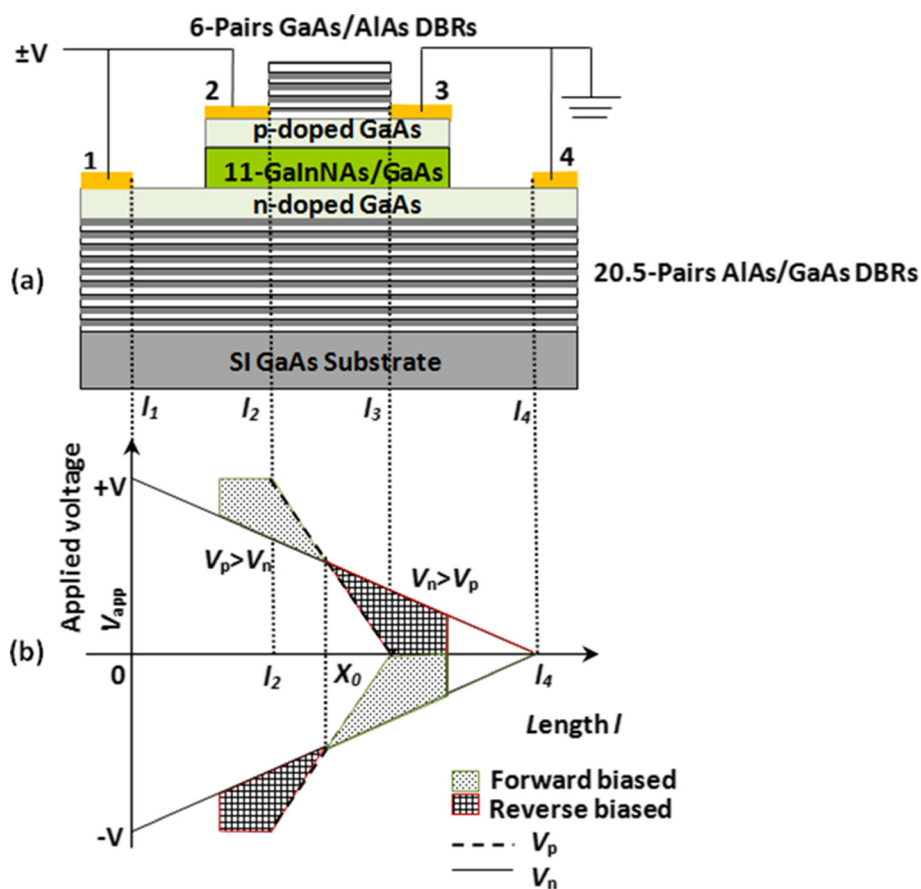 6-Pairs GaAs/AlAs DBRs
±V
2
3
p-doped GaAs
1
11-GaInNAs/GaAs
4
n-doped GaAs
(a)
20.5-Pairs AlAs/GaAs DBRs
SI GaAs Substrate
l1 l2 l3 l4
Applied voltage
Vapp
+V
Vp>Vn
Vn>Vp
(b)
0
l2
X0
l4
Length l
Forward biased
Reverse biased
-V
Vp
Vn